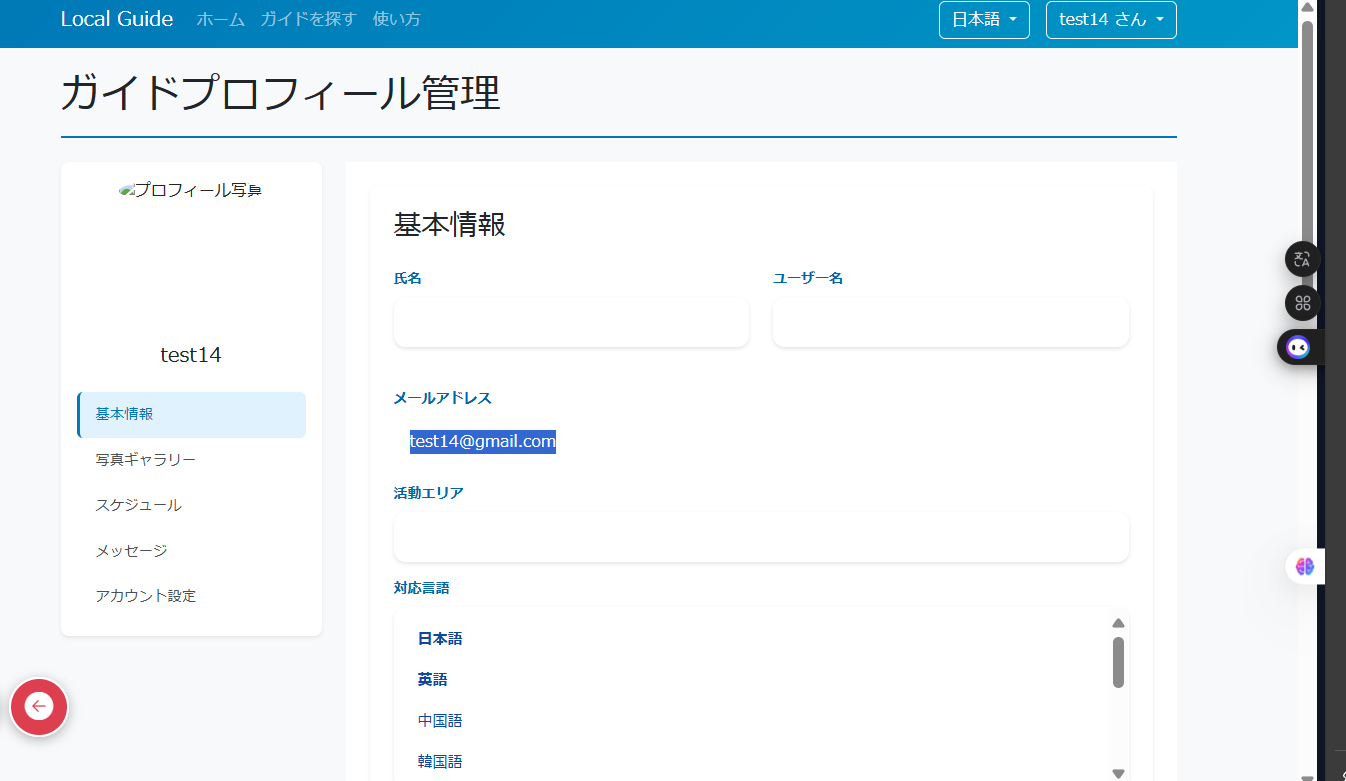 Local Guide ホーム ガイドを探す 使い方 日本語 test14 さん
ガイドプロフィール管理
プロフィール写真
test14
基本情報
写真ギャラリー
スケジュール
メッセージ
アカウント設定
基本情報
氏名 ユーザー名
メールアドレス
test14@gmail.com
活動エリア
対応言語
日本語
英語
中国語
韓国語